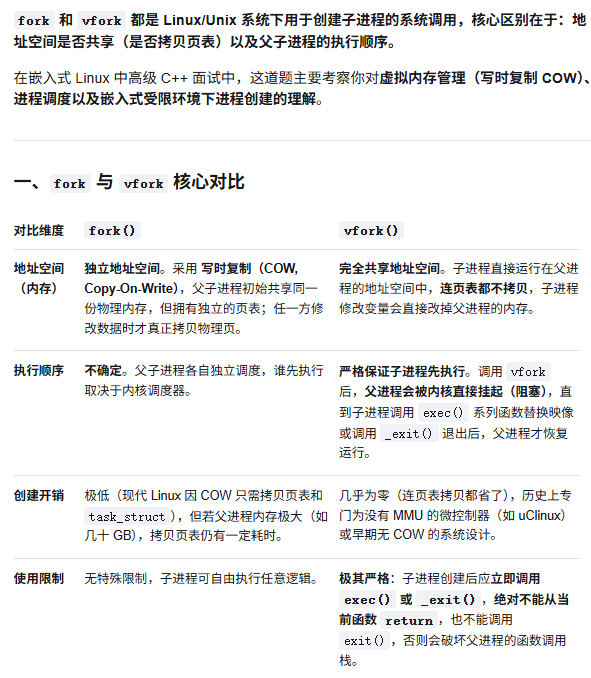 fork 和 vfork 都是 Linux/Unix 系统下用于创建子进程的系统调用，核心区别在于：地
址空间是否共享（是否拷贝页表）以及父子进程的执行顺序。
在嵌入式 Linux 中高级 C++ 面试中，这道题主要考察你对虚拟内存管理（写时复制 COW）、
进程调度以及嵌入式受限环境下进程创建的理解。
一、fork 与 vfork 核心对比
对比维度 fork() vfork()
地址空间
（内存）
独立地址空间。采用 写时复制（COW,
Copy-On-Write），父子进程初始共享同一
份物理内存，但拥有独立的页表；任一方修
改数据时才真正拷贝物理页。
完全共享地址空间。子进程直接运行在父进
程的地址空间中，连页表都不拷贝，子进程
修改变量会直接改掉父进程的内存。
执行顺序
不确定。父子进程各自独立调度，谁先执行
取决于内核调度器。
严格保证子进程先执行。调用 vfork
后，父进程会被内核直接挂起（阻塞），直
到子进程调用 exec() 系列函数替换映像
或调用 _exit() 退出后，父进程才恢复
运行。
创建开销
极低（现代 Linux 因 COW 只需拷贝页表和
task_struct ），但若父进程内存极大（如
几十 GB），拷贝页表仍有一定耗时。
几乎为零（连页表拷贝都省了），历史上专
门为没有 MMU 的微控制器（如 uClinux）
或早期无 COW 的系统设计。
使用限制
无特殊限制，子进程可自由执行任意逻辑。
极其严格：子进程创建后应立即调用
exec() 或 _exit() ，绝对不能从当
前函数 return ，也不能调用
exit() ，否则会破坏父进程的函数调用
栈。